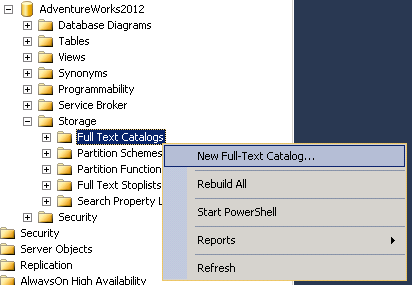 AdventureWorks2012
Database Diagrams
Tables
Views
Synonyms
Programmability
Service Broker
Storage
Full Text Catalogs
Partition Schemes
Partition Function
Full Text Stoplists
Search Property L
Security
Security
Server Objects
Replication
AlwaysOn High Availability
New Full-Text Catalog...
Rebuild All
Start PowerShell
Reports
Refresh